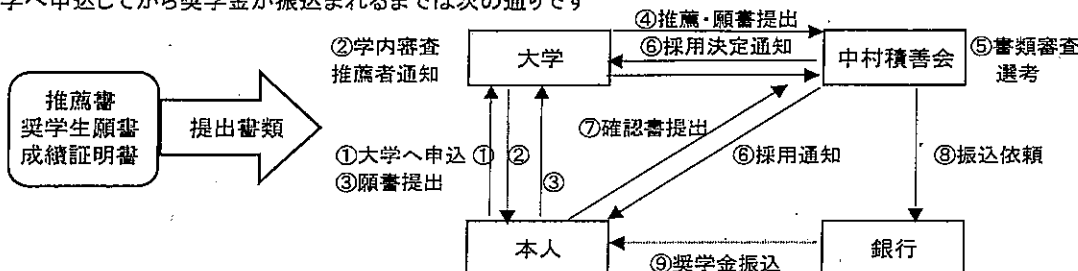 学へ申込してから奨学金が振込まれるまでは次の通りです
④推薦・願書提出
②学内審査
推薦者通知
大学
⑥採用決定通知
中村積善会
⑤書類審査
選考
推薦書
奨学生願書
成績証明書
提出書類
⑦確認書提出
①大学へ申込
③願書提出
①
②
③
⑥採用通知
⑧振込依頼
本人
銀行
⑨奨学金振込